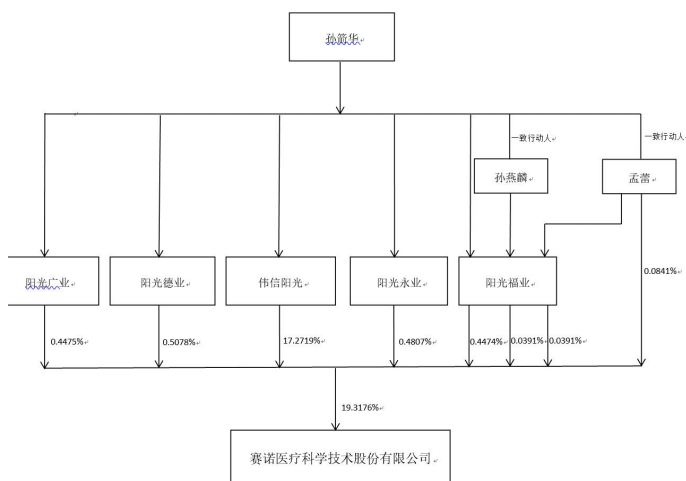 孙箭华
一致行动人
一致行动人
孙燕麟
孟蕾
阳光广业
阳光德业
伟信阳光
阳光永业
阳光福业
0.0841%
0.4475%
0.5078%
17.2719%
0.4807%
0.4474%
0.0391%
0.0391%
19.3176%
赛诺医疗科学技术股份有限公司